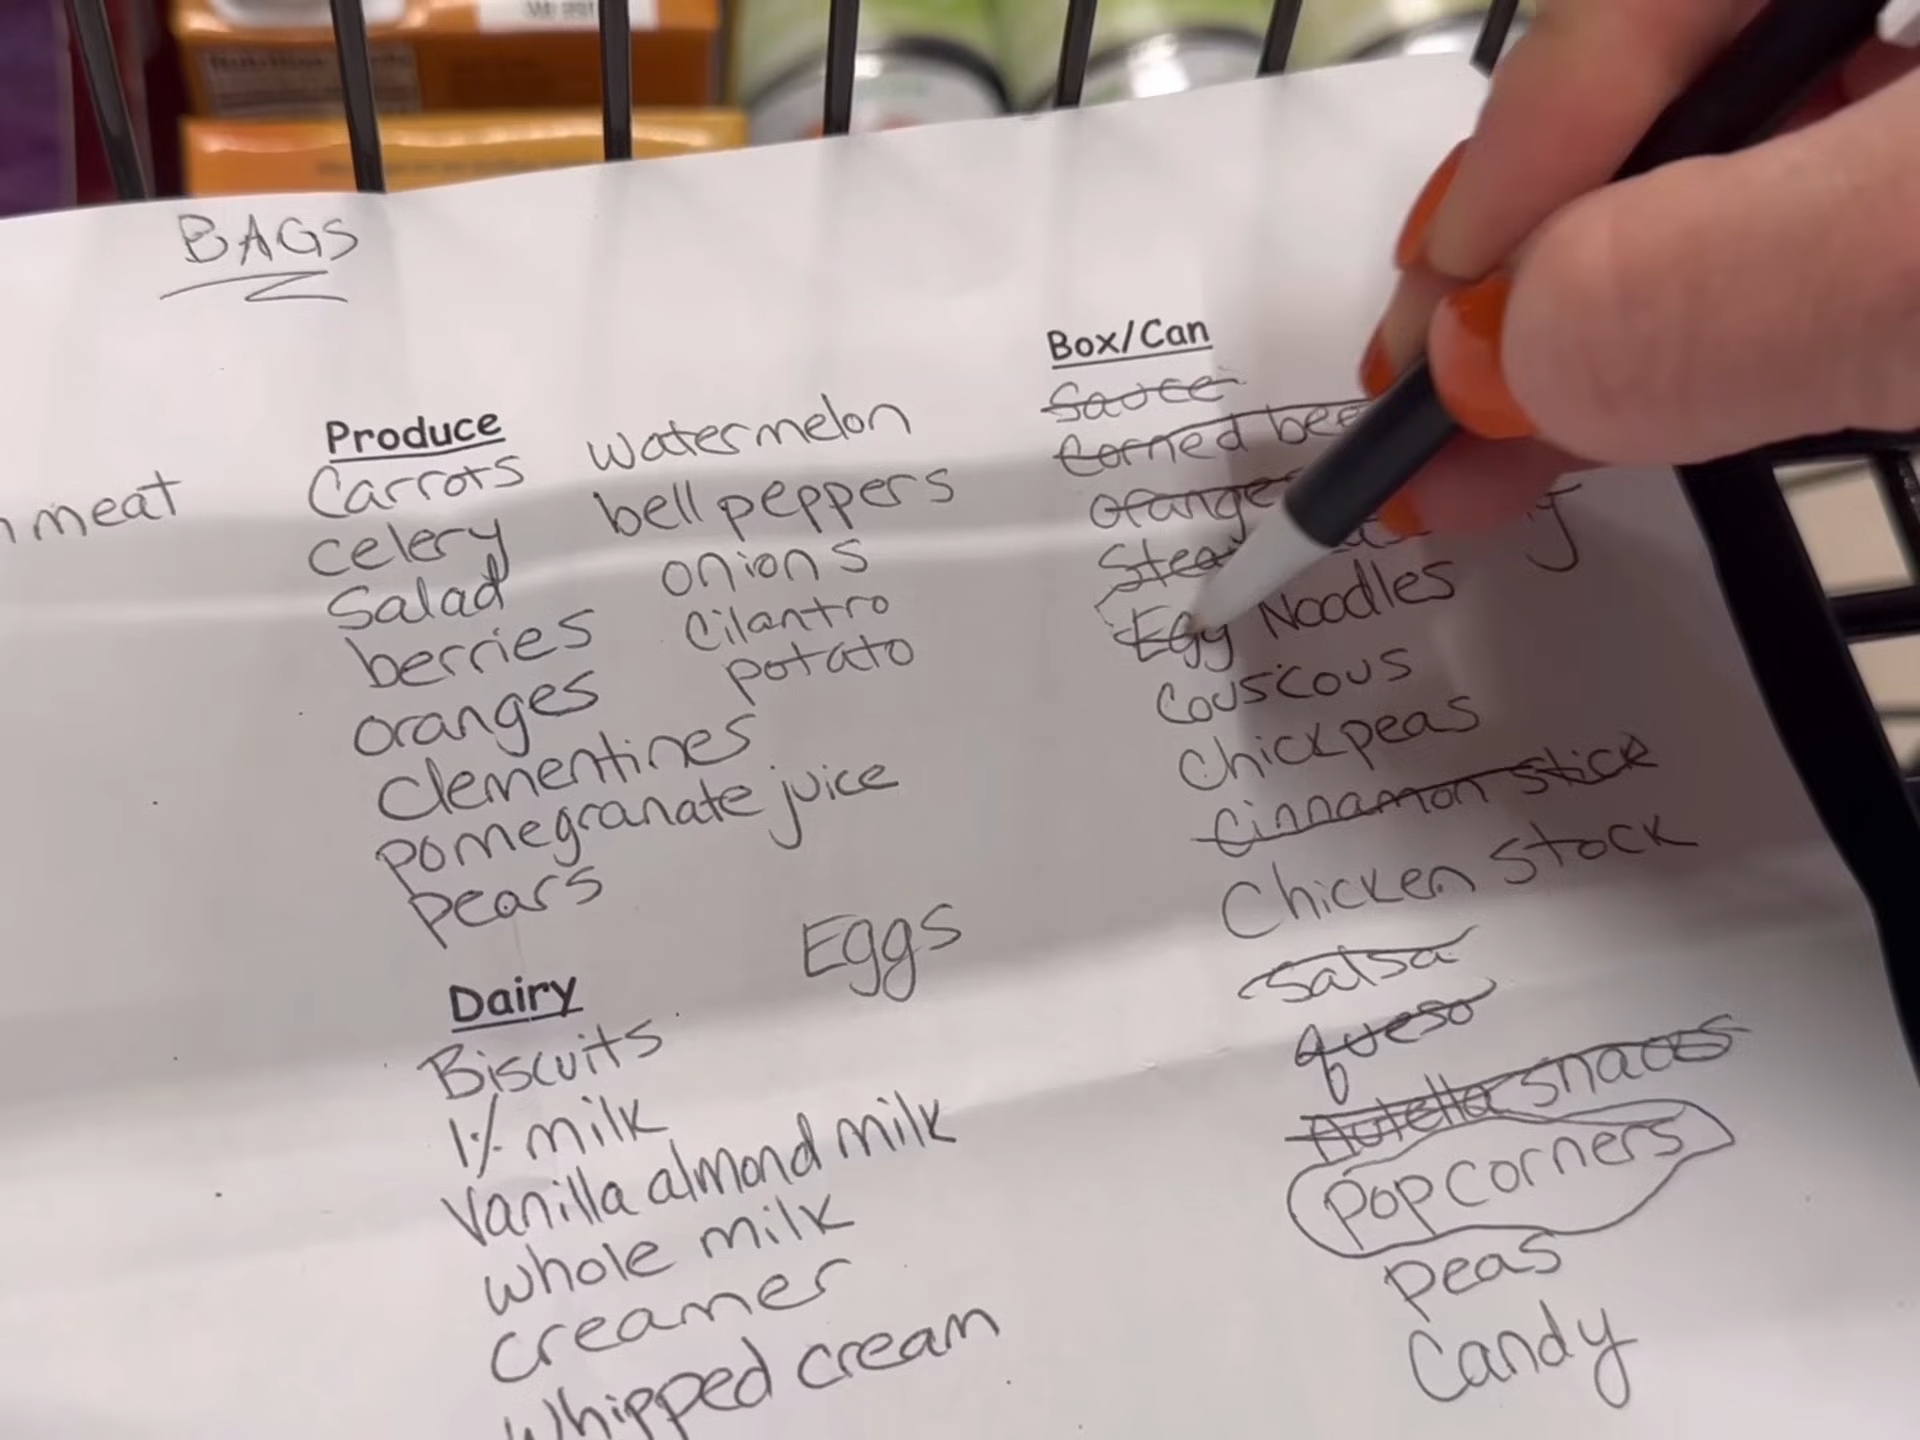 BAGS
meat
Produce
Carrots
celery
Salad
berries
oranges
Clementines
pomegranate juice
pears
watermelon
bell peppers
onions
Cilantro
potato
Eggs
Dairy
Biscuits
1% milk
Vanilla almond milk
whole milk
creamer
whipped cream
Box/Can
Sauce
Corned
Orange
Egg Noodles
Couscous
Chickpeas
Cinnamon stick
Chicken stock
Salsa
queso
Nutella snacks
Popcorners
peas
Candy